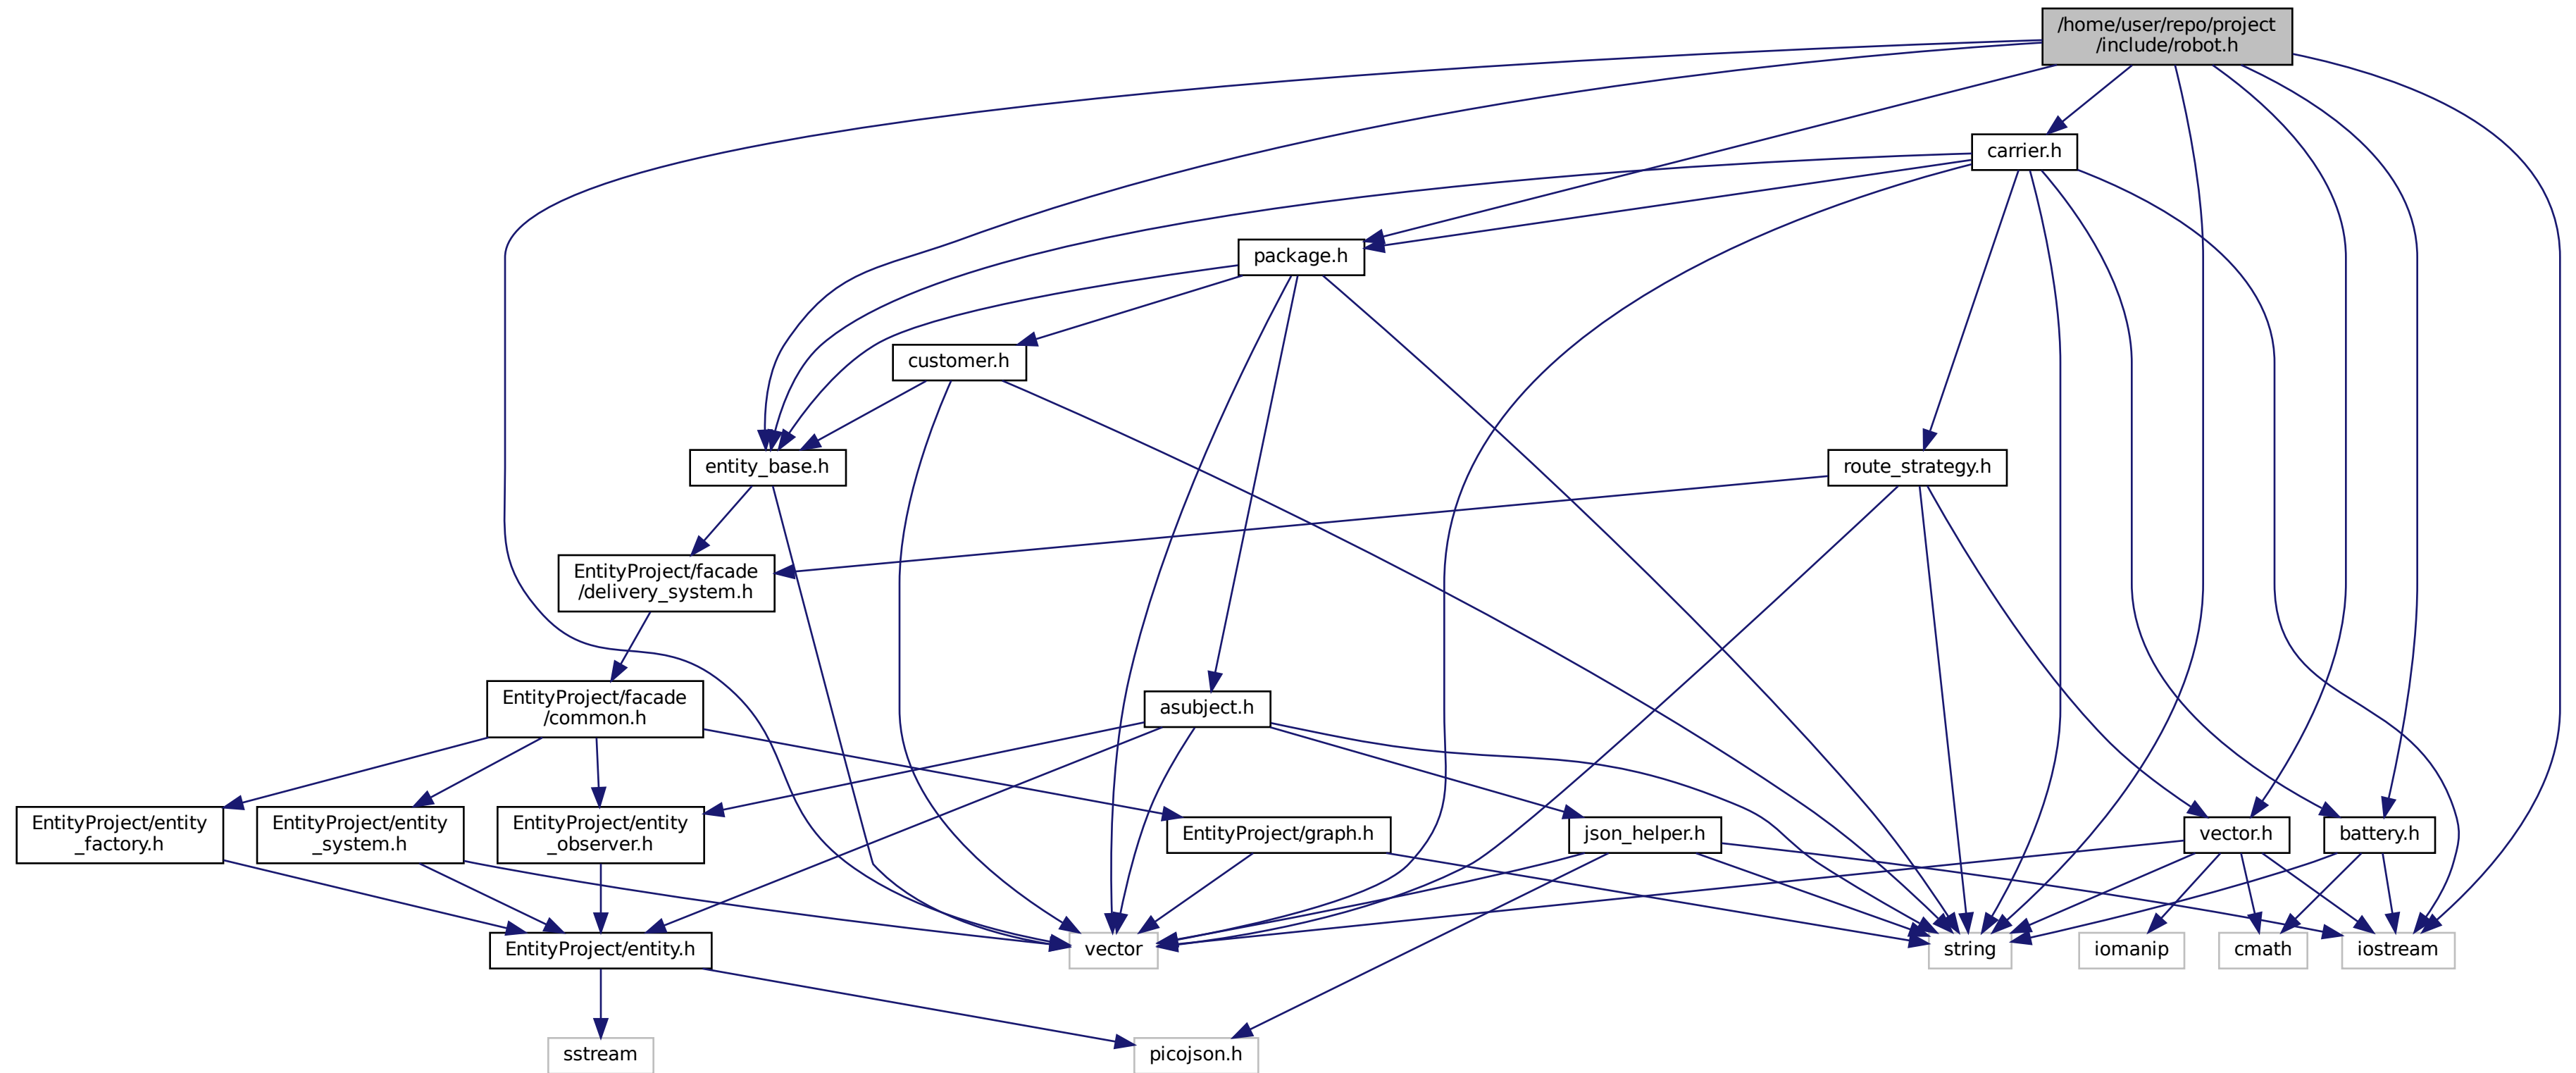 /home/user/repo/project
/include/robot.h
carrier.h
package.h
customer.h
entity_base.h
route_strategy.h
EntityProject/facade
/delivery_system.h
EntityProject/facade
/common.h
asubject.h
EntityProject/entity
_factory.h
EntityProject/entity
_system.h
EntityProject/entity
_observer.h
EntityProject/graph.h
json_helper.h
vector.h
battery.h
EntityProject/entity.h
vector
string
iomanip
cmath
iostream
sstream
picojson.h